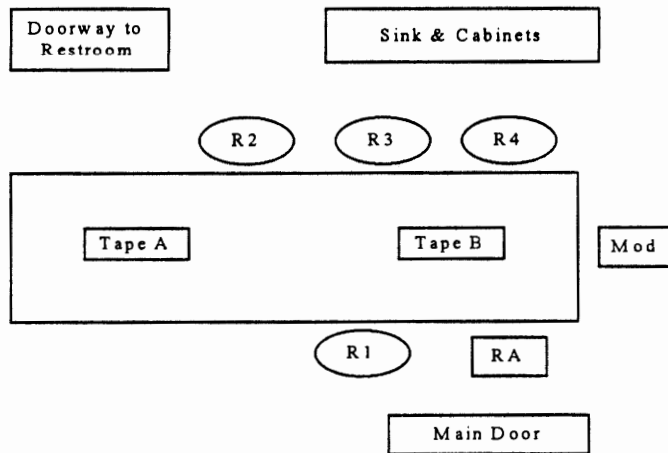 Doorway to
Restroom
Sink & Cabinets
R2
R3
R4
Tape A
Tape B
Mod
R1
RA
Main Door